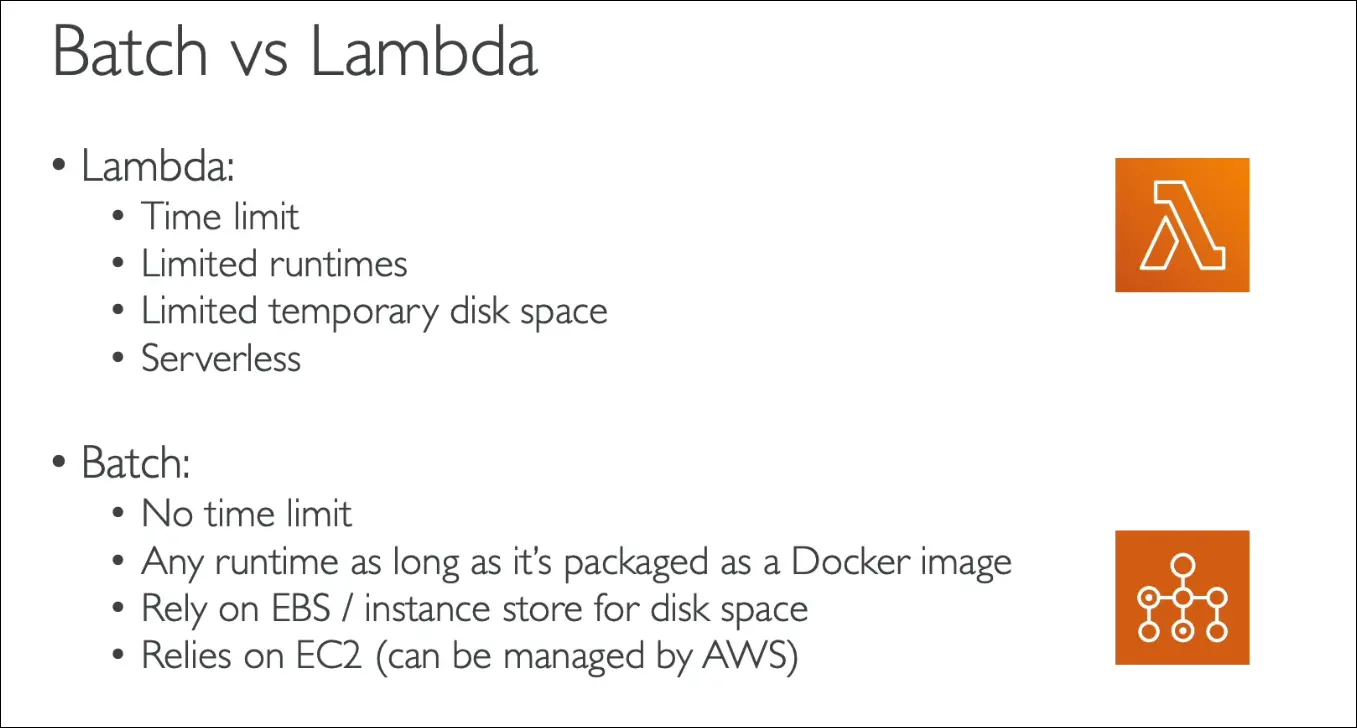 Batch vs Lambda
• Lambda:
• Time limit
• Limited runtimes
• Limited temporary disk space
• Serverless
• Batch:
• No time limit
• Any runtime as long as it’s packaged as a Docker image
• Rely on EBS / instance store for disk space
• Relies on EC2 (can be managed by AWS)